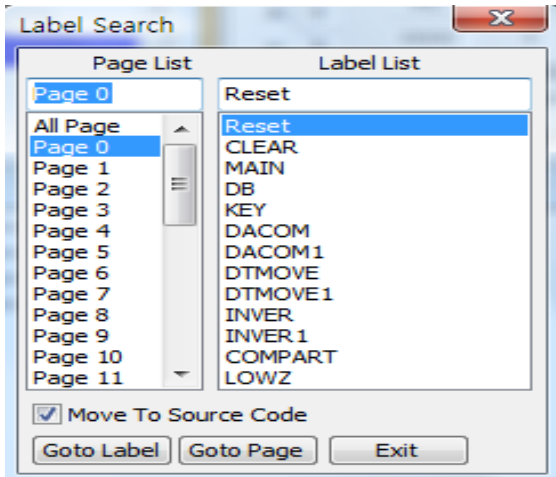 Label Search
Page List
Label List
Page 0
Reset
All Page
Page 0
Page 1
Page 2
Page 3
Page 4
Page 5
Page 6
Page 7
Page 8
Page 9
Page 10
Page 11
Reset
CLEAR
MAIN
DB
KEY
DACOM
DACOM1
DTMOVE
DTMOVE1
INVER
INVER1
COMPART
LOWZ
Move To Source Code
Goto Label
Goto Page
Exit